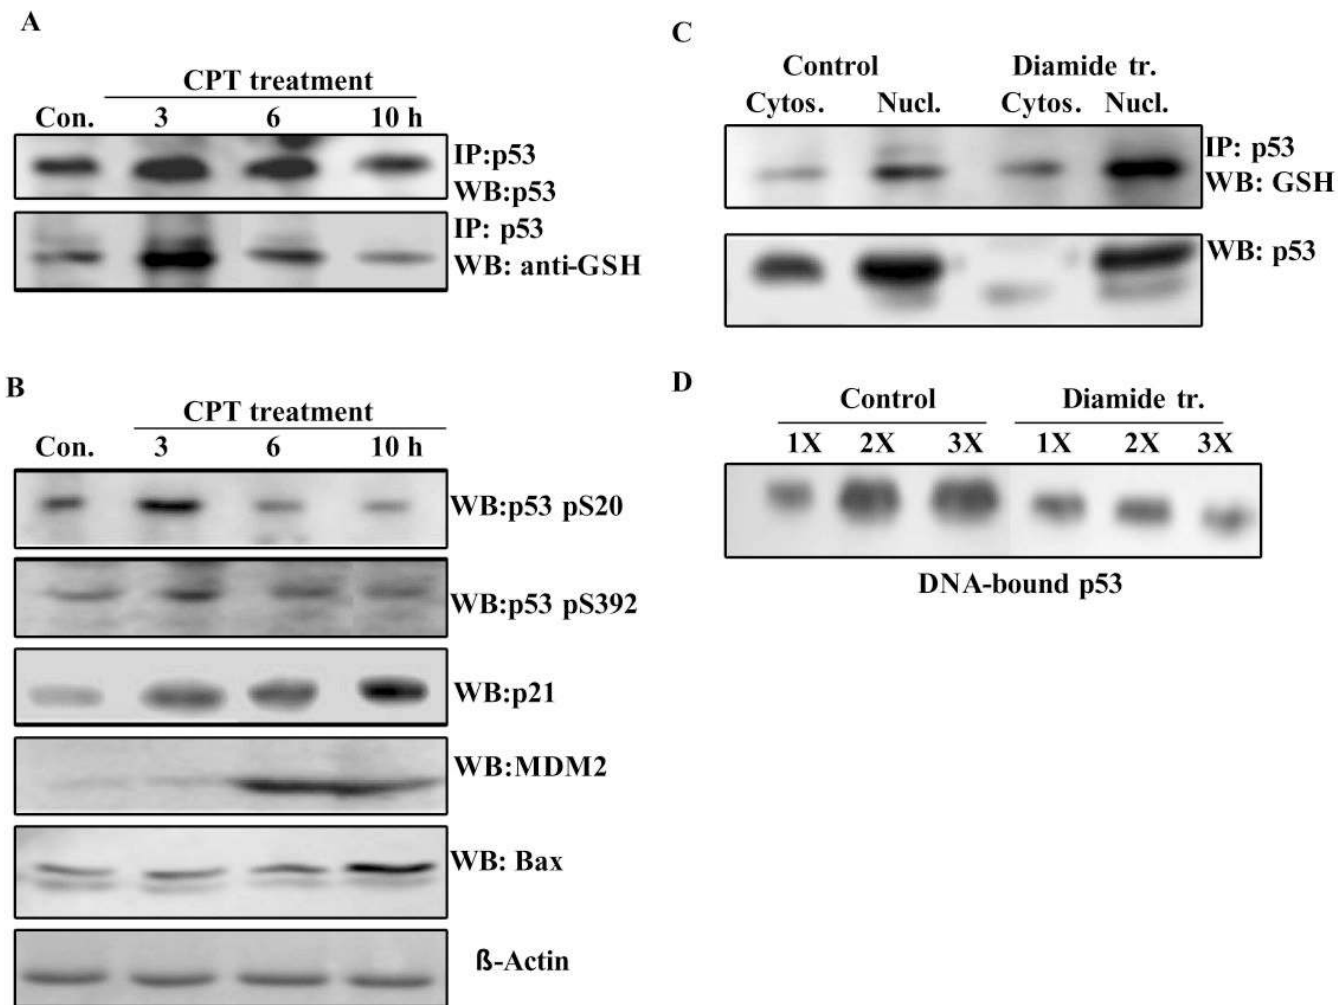 A
CPT treatment
Con. 3 6 10 h
IP:p53
WB:p53
IP: p53
WB: anti-GSH
B
CPT treatment
Con. 3 6 10 h
WB:p53 pS20
WB:p53 pS392
WB:p21
WB:MDM2
WB: Bax
ß-Actin
C
Control Diamide tr.
Cytos. Nucl. Cytos. Nucl.
IP: p53
WB: GSH
WB: p53
D
Control Diamide tr.
1X 2X 3X 1X 2X 3X
DNA-bound p53